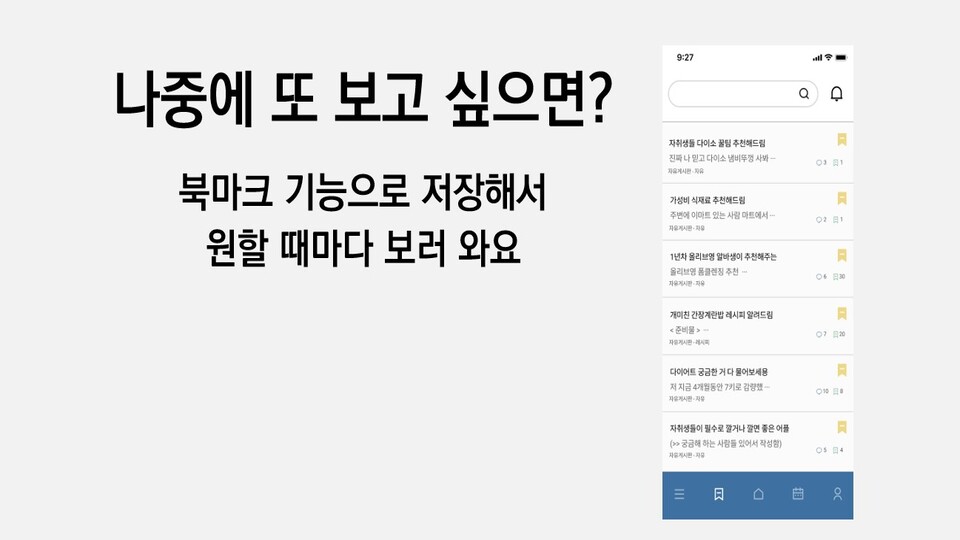 나중에 또 보고 싶으면?
북마크 기능으로 저장해서
원할 때마다 보러 와요
9:27
자취생들 다이소 꿀팁 추천해드림
진짜 나 믿고 다이소 냄비뚜껑 사봐 ···
자유게시판 - 자유
3 1
가성비 식재료 추천해드림
주변에 이마트 있는 사람 마트에서 ···
자유게시판 - 자유
2 1
1년차 올리브영 알바생이 추천해주는
올리브영 폼클렌징 추천 ···
자유게시판 - 자유
6 30
개미친 간장계란밥 레시피 알려드림
< 준비물 > ···
자유게시판 - 레시피
7 20
다이어트 궁금한 거 다 물어보세용
저 지금 4개월동안 7키로 감량했 ···
자유게시판 - 자유
10 8
자취생들이 필수로 깔거나 깔면 좋은 어플
(>> 궁금해 하는 사람들 있어서 작성함)
자유게시판 - 자유
5 4